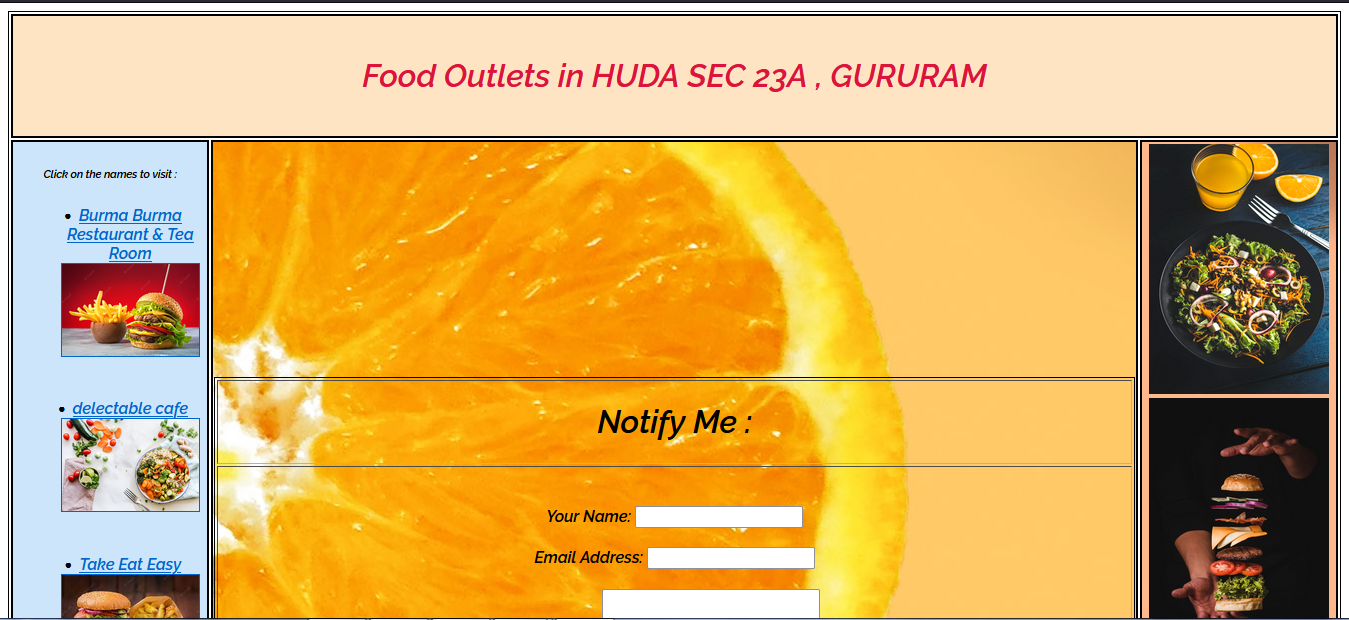 Food Outlets in HUDA SEC 23A , GURURAM
Click on the names to visit :
Burma Burma
Restaurant & Tea
Room
delectable cafe
Take Eat Easy
Notify Me :
Your Name:
Email Address: